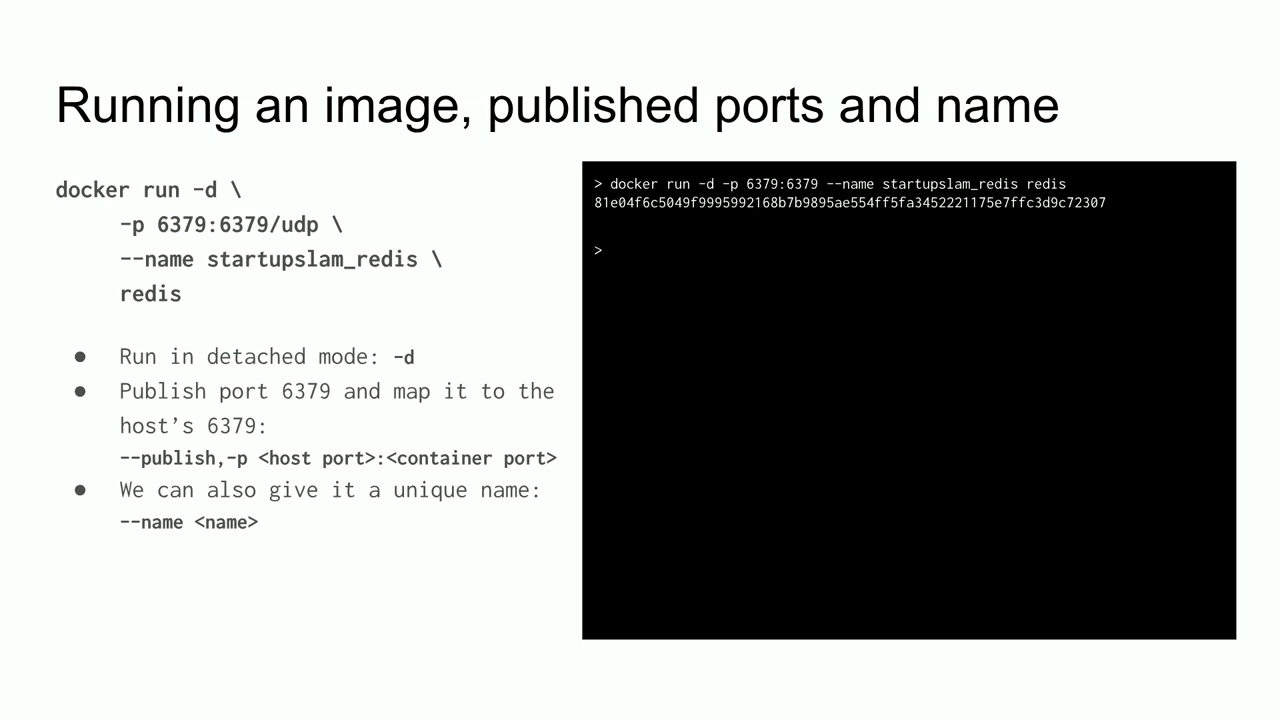 Running an image, published ports and name
docker run -d \
-p 6379:6379/udp \
--name startupslam_redis \
redis
● Run in detached mode: -d
● Publish port 6379 and map it to the
host’s 6379:
--publish,-p <host port>:<container port>
● We can also give it a unique name:
--name <name>
> docker run -d -p 6379:6379 --name startupslam_redis redis
81e04f6c5049f9995992168b7b9895ae554ff5fa3452221175e7ffc3d9c72307
>